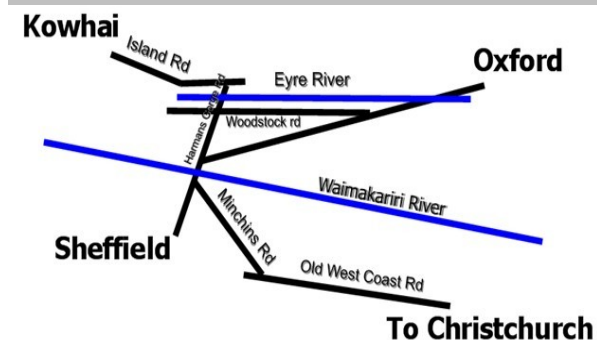 Kowhai
Island Rd
Oxford
Eyre River
Harmans Gorge Rd
Woodstock rd
Waimakariri River
Minchins Rd
Sheffield
Old West Coast Rd
To Christchurch